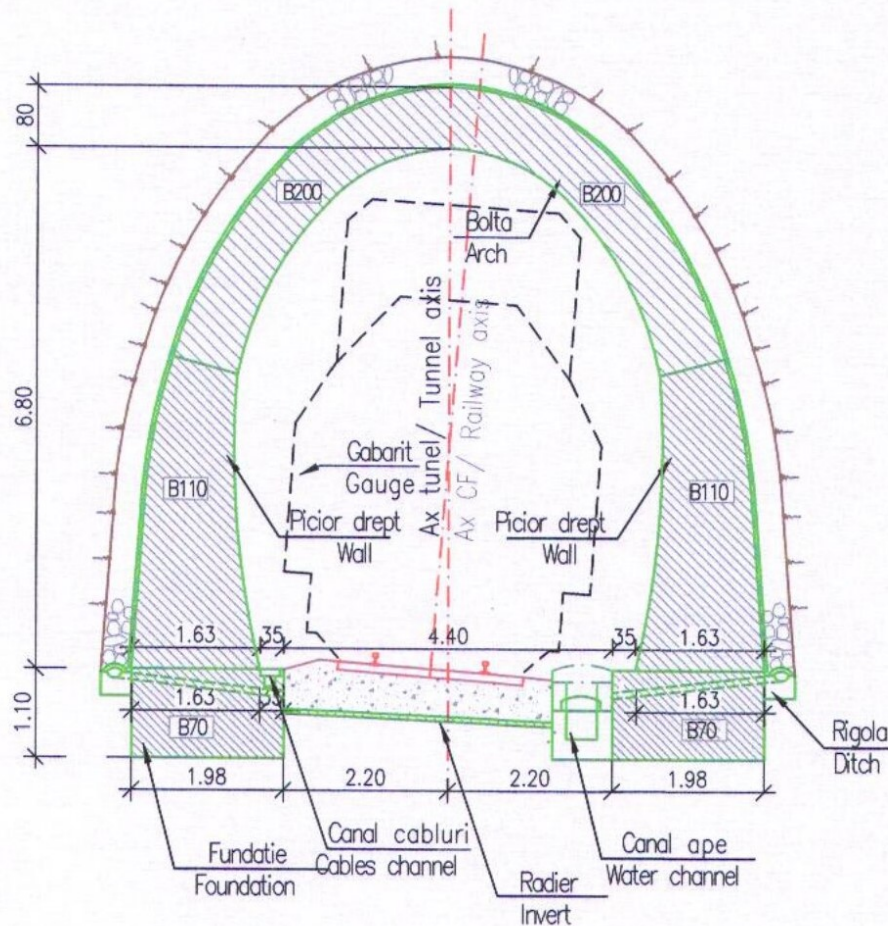 80
B200
B200
Bolta
Arch
Ax tunel/ Tunnel axis
Ax CF/ Railway axis
6.80
Gabarit
Gauge
B110
B110
Picior drept
Wall
Picior drept
Wall
1.63
35
4.40
35
1.63
1.10
1.63
35
1.63
B70
B70
Rigola
Ditch
1.98
2.20
2.20
1.98
Fundatie
Foundation
Canal cabluri
Cables channel
Radier
Invert
Canal ape
Water channel